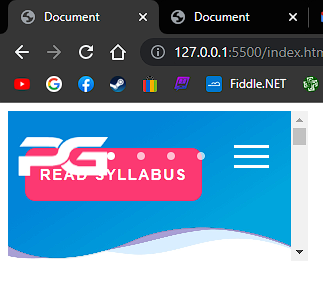 Document
Document
127.0.0.1:5500/index.htm
Fiddle.NET
PG
READ SYLLABUS